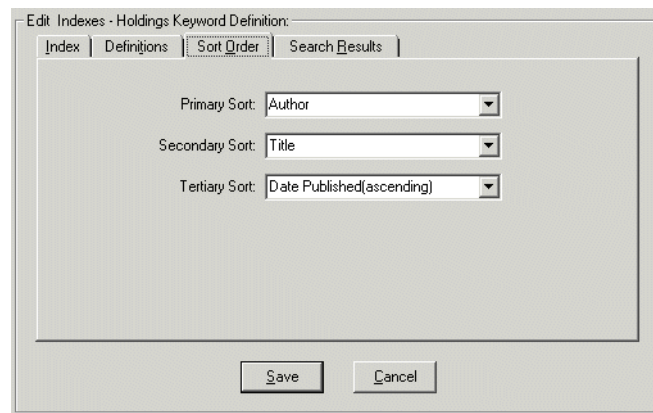 Edit Indexes - Holdings Keyword Definition:
Index Definitions Sort Order Search Results
Primary Sort: Author
Secondary Sort: Title
Tertiary Sort: Date Published(ascending)
Save Cancel